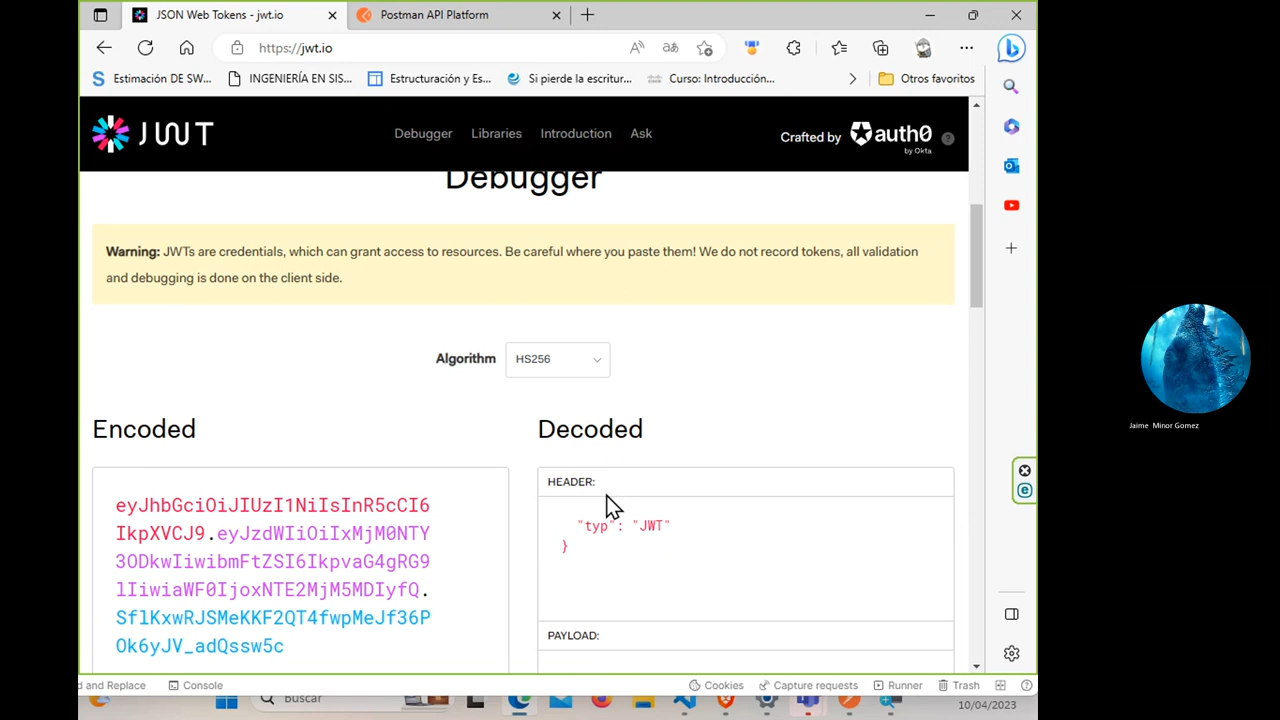 JSON Web Tokens - jwt.io
Postman API Platform
https://jwt.io
Estimación DE SW...
INGENIERÍA EN SIS...
Estructuración y Es...
Si pierde la escritur...
Curso: Introducción...
Otros favoritos
JWT
Debugger
Libraries
Introduction
Ask
Crafted by
auth0
by Okta
Debugger
Warning: JWTs are credentials, which can grant access to resources. Be careful where you paste them! We do not record tokens, all validation
and debugging is done on the client side.
Algorithm
HS256
Encoded
Decoded
eyJhbGciOiJIUzI1NiIsInR5cCI6
IkpXVCJ9.eyJzdWIiOiIxMjM0NTY
3ODkwIiwibmFtZSI6IkpvaG4gRG9
lIiwiaWF0IjoxNTE2MjM5MDIyfQ.
SflKxwRJSMeKKF2QT4fwpMeJf36P
Ok6yJV_adQssw5c
HEADER:
"typ": "JWT"
}
PAYLOAD:
Jaime Minor Gomez
d and Replace
Console
Cookies
Capture requests
Runner
Trash
Buscar
10/04/2023